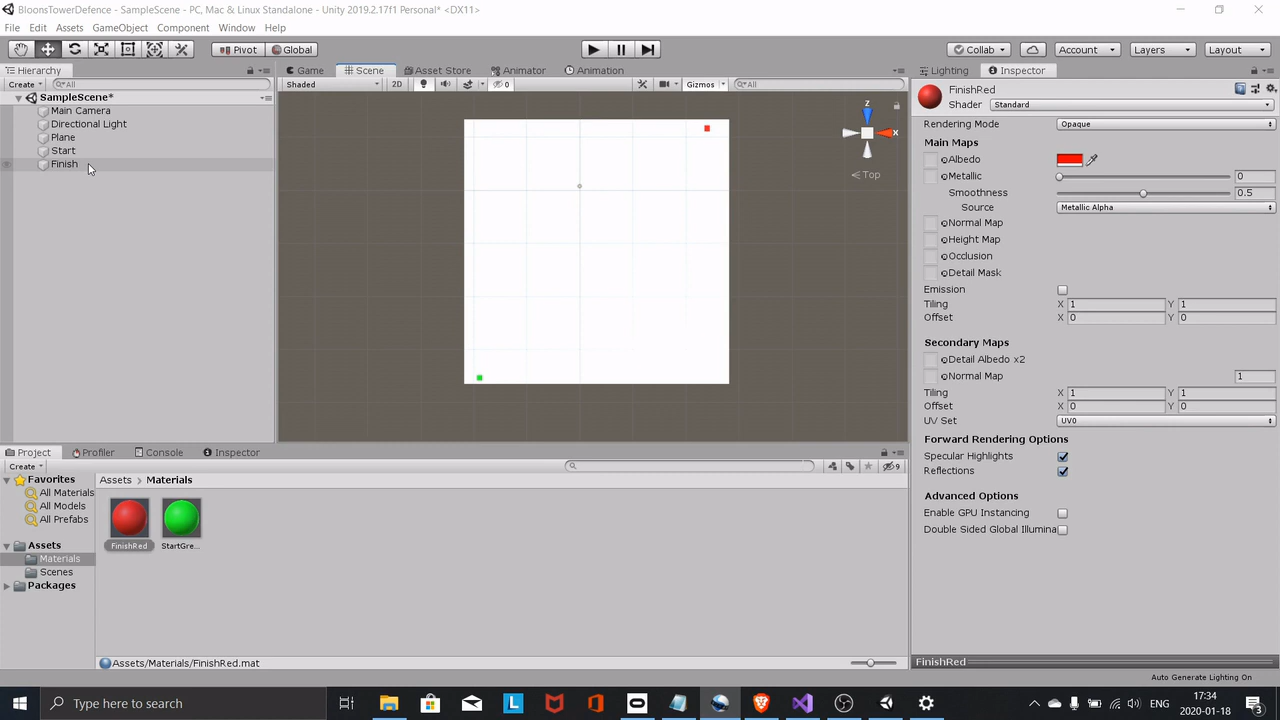 BloonsTowerDefence - SampleScene - PC, Mac & Linux Standalone - Unity 2019.2.17f1 Personal* <DX11>
File Edit Assets GameObject Component Window Help
Pivot Global Collab Account Layers Layout
Hierarchy Game Scene Asset Store Animator Animation Lighting Inspector
Create All Shaded 2D 0 Gizmos All FinishRed
SampleScene*
Shader Standard
Main Camera
Directional Light
Plane
Start
Finish
z
x
Top
Rendering Mode Opaque
Main Maps
Albedo
Metallic 0
Smoothness 0.5
Source Metallic Alpha
Normal Map
Height Map
Occlusion
Detail Mask
Emission
Tiling X 1 Y 1
Offset X 0 Y 0
Secondary Maps
Detail Albedo x2
Normal Map 1
Tiling X 1 Y 1
Offset X 0 Y 0
UV Set UV0
Forward Rendering Options
Specular Highlights
Reflections
Advanced Options
Enable GPU Instancing
Double Sided Global Illumina
Project Profiler Console Inspector
Create 9
Favorites
All Materials
All Models
All Prefabs
Assets
Materials
Scenes
Packages
Assets > Materials
FinishRed StartGre...
Assets/Materials/FinishRed.mat
FinishRed
Auto Generate Lighting On
Type here to search
L
ENG
17:34
2020-01-18
3